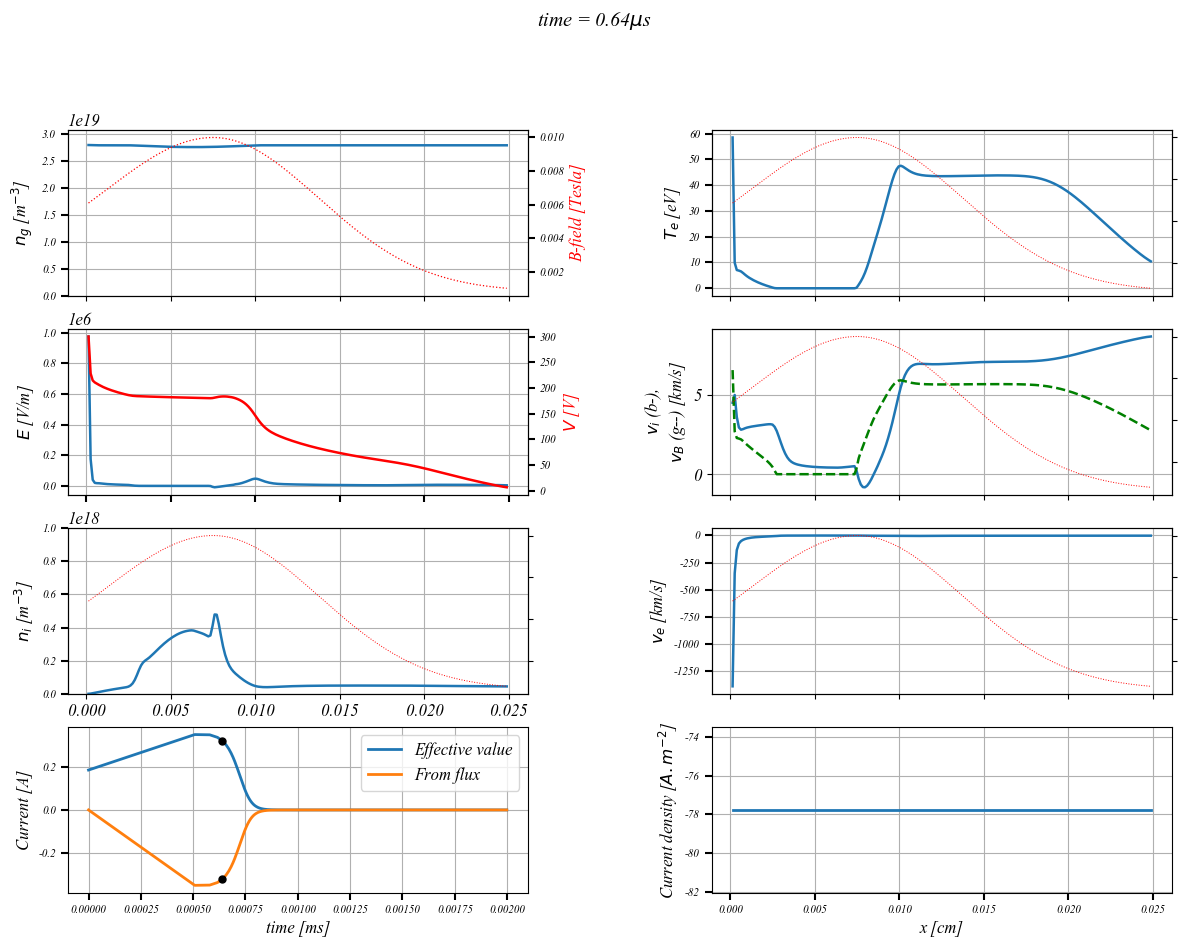 time = 0.64μs
1e19
3.0
2.5
2.0
1.5
1.0
0.5
0.0
n_g [m⁻³]
0.010
0.008
0.006
0.004
0.002
B-field [Tesla]
60
50
40
30
20
10
0
T_e [eV]
1e6
1.0
0.8
0.6
0.4
0.2
0.0
E [V/m]
300
250
200
150
100
50
0
V [V]
5
0
v_i (b-),
v_B (g--) [km/s]
1e18
1.0
0.8
0.6
0.4
0.2
0.0
n_i [m⁻³]
0.000 0.005 0.010 0.015 0.020 0.025
0
-250
-500
-750
-1000
-1250
v_e [km/s]
0.2
0.0
-0.2
Current [A]
Effective value
From flux
0.00000 0.00025 0.00050 0.00075 0.00100 0.00125 0.00150 0.00175 0.00200
time [ms]
-74
-76
-78
-80
-82
Current density [A.m⁻²]
0.000 0.005 0.010 0.015 0.020 0.025
x [cm]